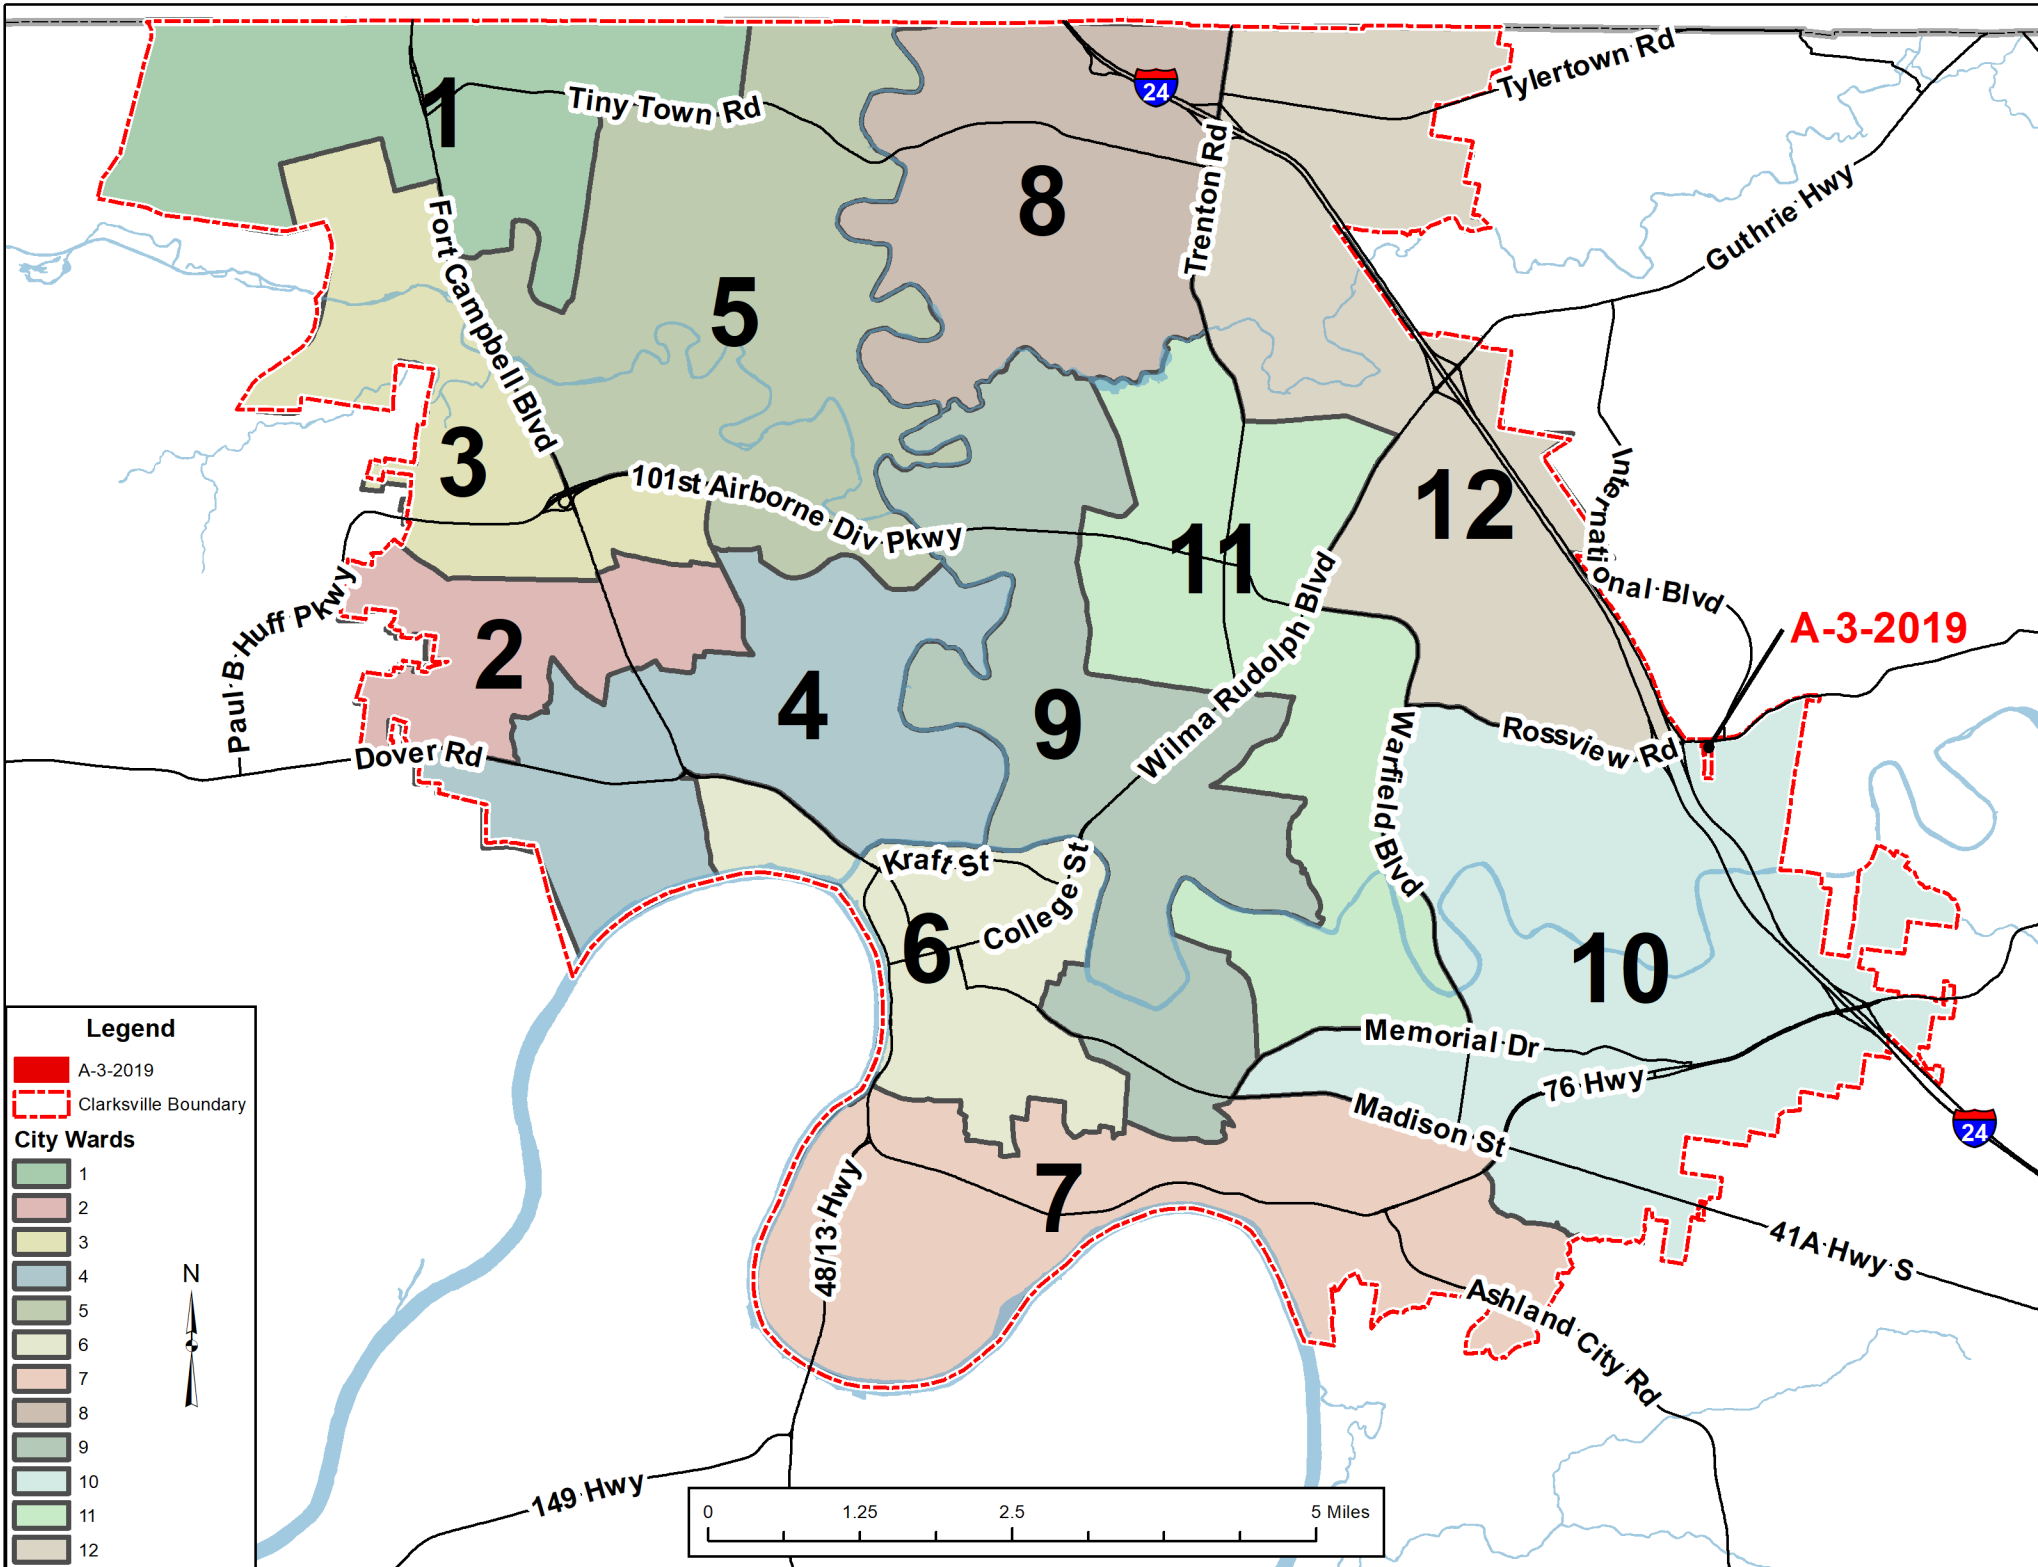 Tylertown Rd
24
1
Tiny Town Rd
8
Trenton Rd
Guthrie Hwy
Fort Campbell Blvd
5
3
101st Airborne Div Pkwy
12
11
International Blvd
A-3-2019
Paul B Huff Pkwy
2
4
9
Wilma Rudolph Blvd
Warfield Blvd
Rossview Rd
Dover Rd
Kraft St
College St
6
10
Memorial Dr
76 Hwy
Madison St
24
7
48/13 Hwy
41A Hwy S
Ashland City Rd
149 Hwy
Legend
A-3-2019
Clarksville Boundary
City Wards
1
2
3
4
5
6
7
8
9
10
11
12
N
0 1.25 2.5 5 Miles